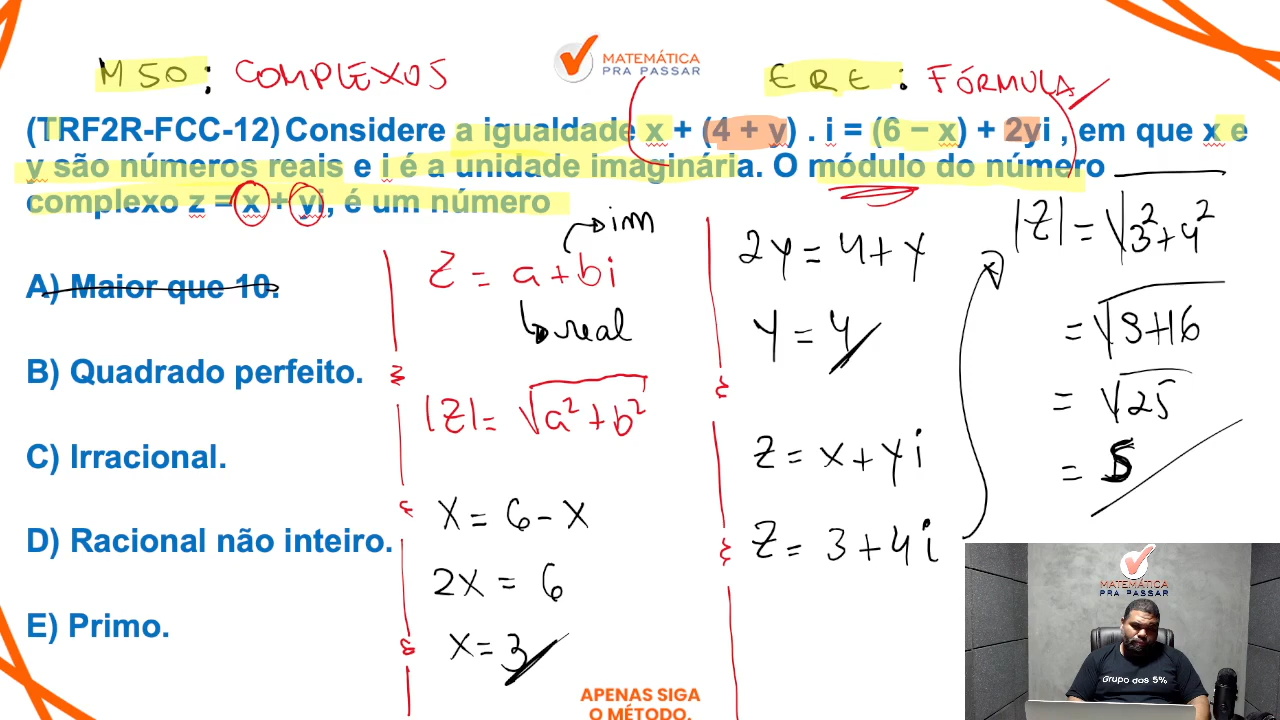 M50 ; COMPLEXOS
MATEMÁTICA
PRA PASSAR
ERE : FÓRMULA
(TRF2R-FCC-12) Considere a igualdade x + (4 + y) . i = (6 − x) + 2yi , em que x e
y são números reais e i é a unidade imaginária. O módulo do número
complexo z = x + yi, é um número
A) Maior que 10.
B) Quadrado perfeito.
C) Irracional.
D) Racional não inteiro.
E) Primo.
im
Z = a+bi
real
|Z|= √a²+b²
X = 6-X
2X = 6
X=3
2y = 4+y
y = 4
Z = x+yi
Z = 3+4i
|Z| = √3²+4²
= √9+16
= √25
= 5
MATEMÁTICA
PRA PASSAR
Grupo dos 5%
APENAS SIGA
O MÉTODO.